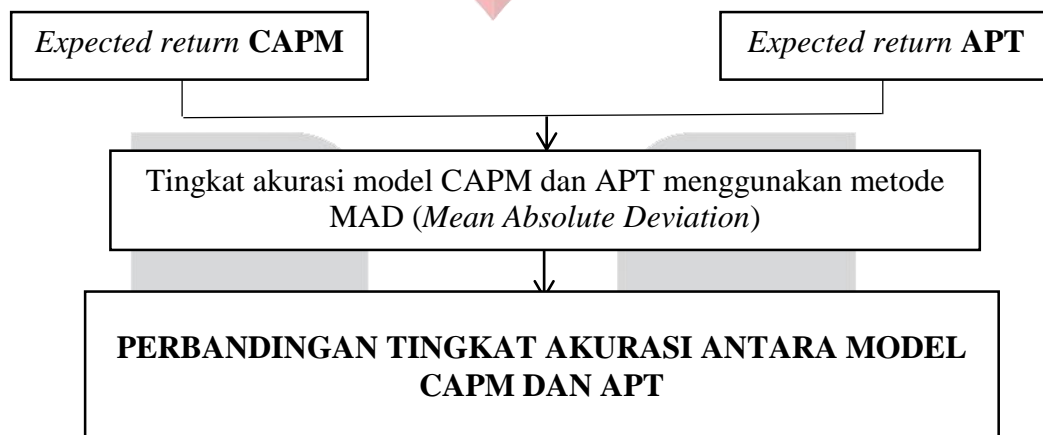 Expected return CAPM
Expected return APT
Tingkat akurasi model CAPM dan APT menggunakan metode
MAD (Mean Absolute Deviation)
PERBANDINGAN TINGKAT AKURASI ANTARA MODEL
CAPM DAN APT